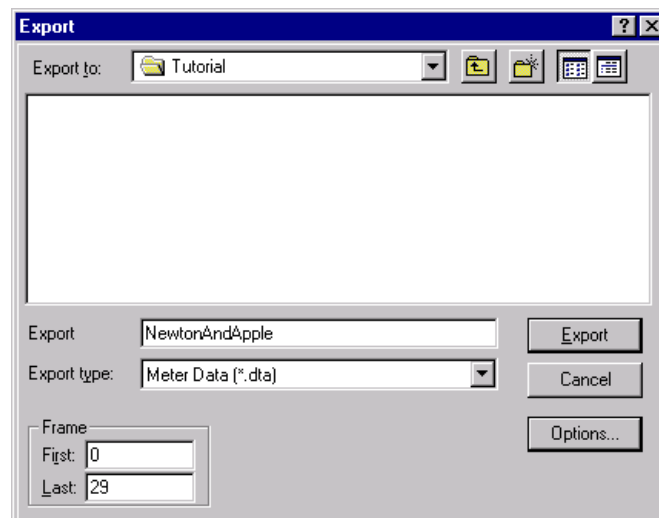 Export
Export to: Tutorial
Export NewtonAndApple Export
Export type: Meter Data (*.dta) Cancel
Frame Options...
First: 0
Last: 29